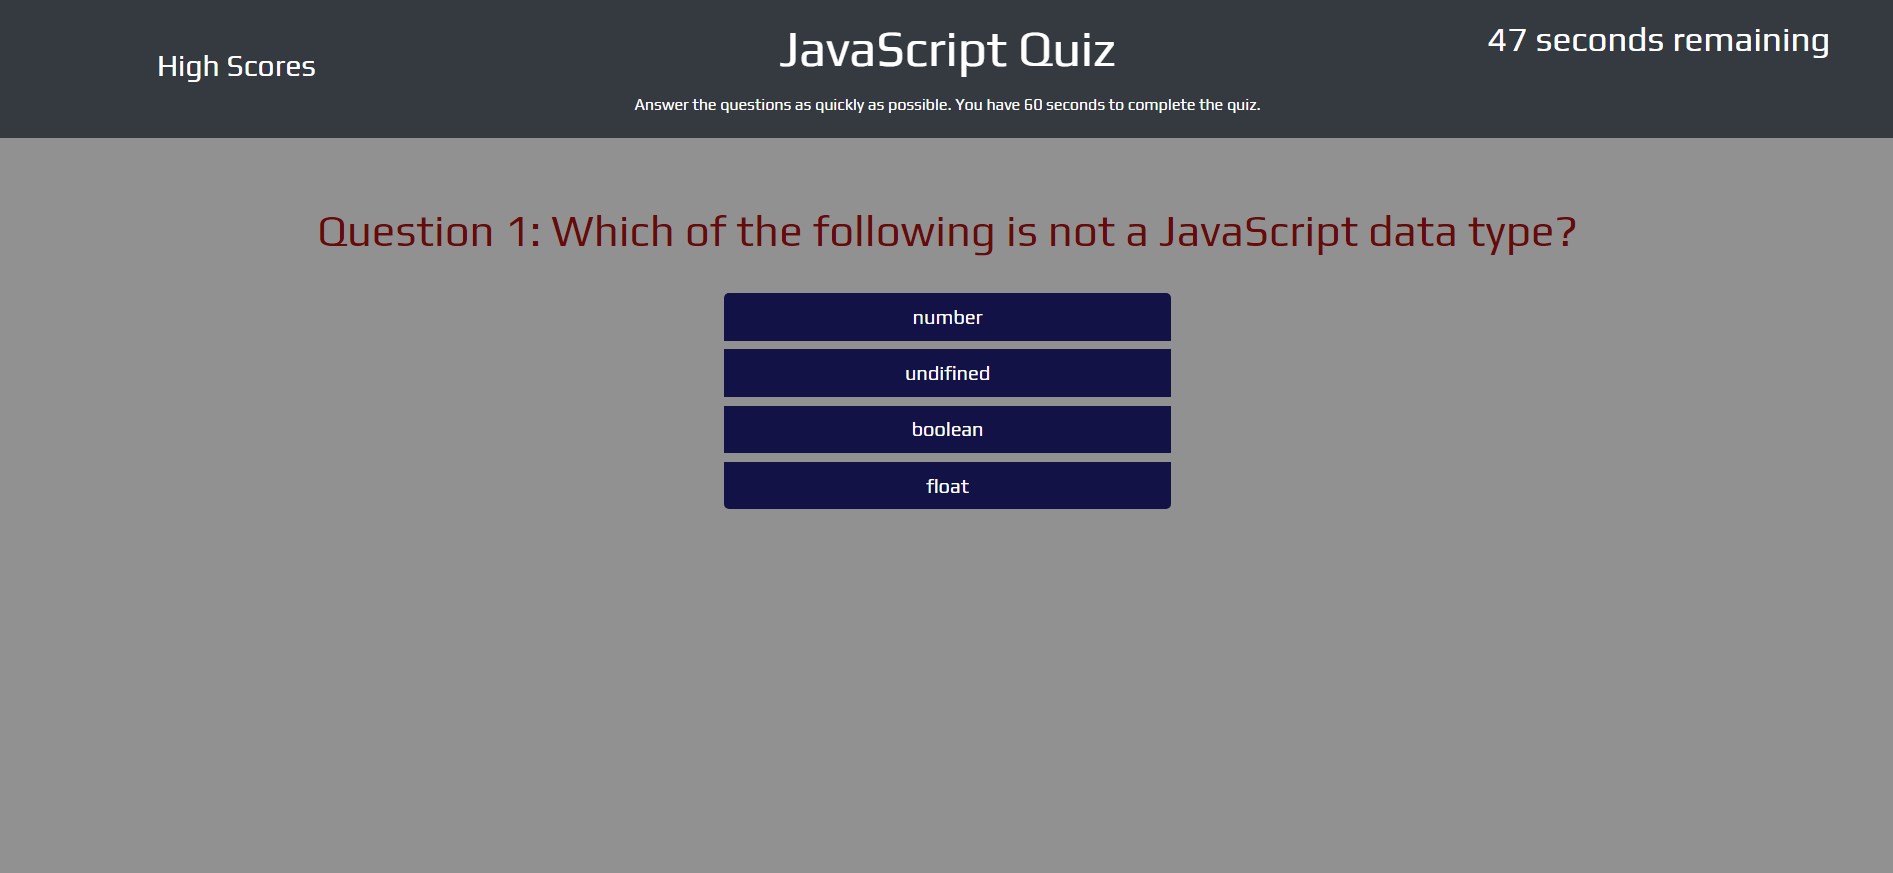 High Scores
JavaScript Quiz
Answer the questions as quickly as possible. You have 60 seconds to complete the quiz.
47 seconds remaining
Question 1: Which of the following is not a JavaScript data type?
number
undifined
boolean
float